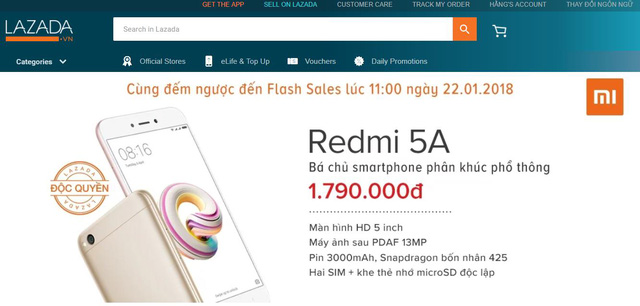 GET THE APP SELL ON LAZADA CUSTOMER CARE TRACK MY ORDER HẰNG'S ACCOUNT THAY ĐỔI NGÔN NGỮ
LAZADA
.VN
Search in Lazada
Categories Official Stores eLife & Top Up Vouchers Daily Promotions
Cùng đếm ngược đến Flash Sales lúc 11:00 ngày 22.01.2018
mi
Redmi 5A
Bá chủ smartphone phân khúc phổ thông
1.790.000đ
Màn hình HD 5 inch
Máy ảnh sau PDAF 13MP
Pin 3000mAh, Snapdragon bốn nhân 425
Hai SIM + khe thẻ nhớ microSD độc lập
08:16
LAZADA
ĐỘC QUYỀN
LAZADA